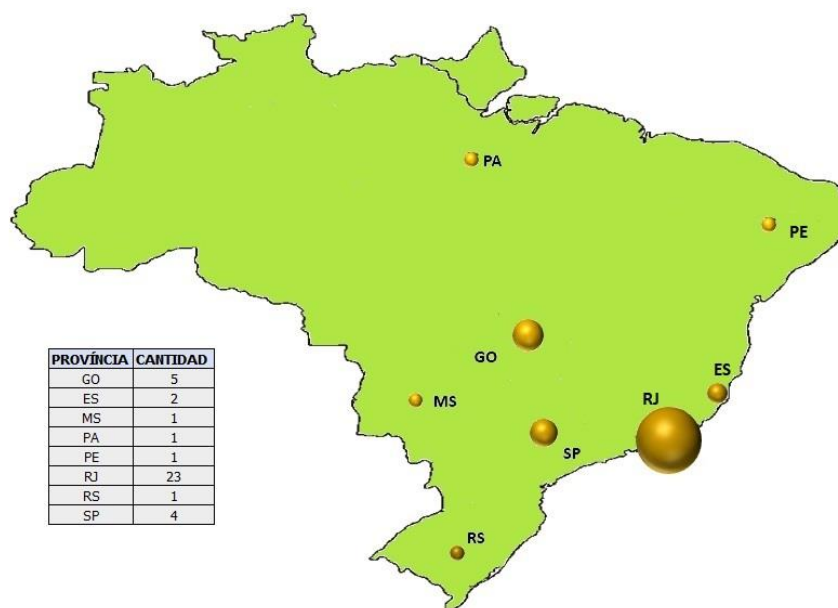 PA
PE
GO
ES
MS
RJ
SP
RS
PROVÍNCIA CANTIDAD
GO 5
ES 2
MS 1
PA 1
PE 1
RJ 23
RS 1
SP 4